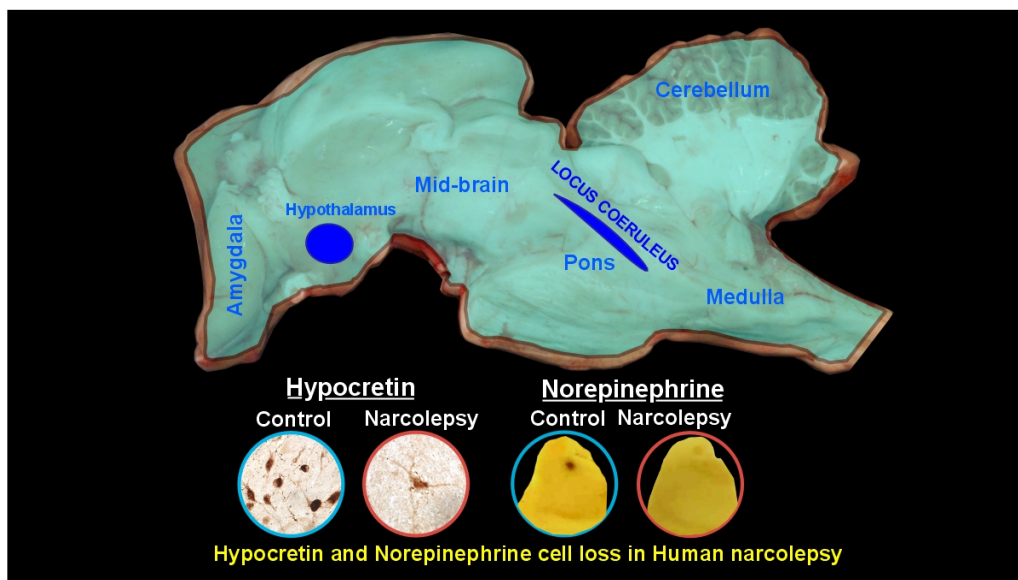 Cerebellum
LOCUS COERULEUS
Mid-brain
Hypothalamus
Amygdala
Pons
Medulla
Hypocretin
Norepinephrine
Control
Narcolepsy
Control
Narcolepsy
Hypocretin and Norepinephrine cell loss in Human narcolepsy